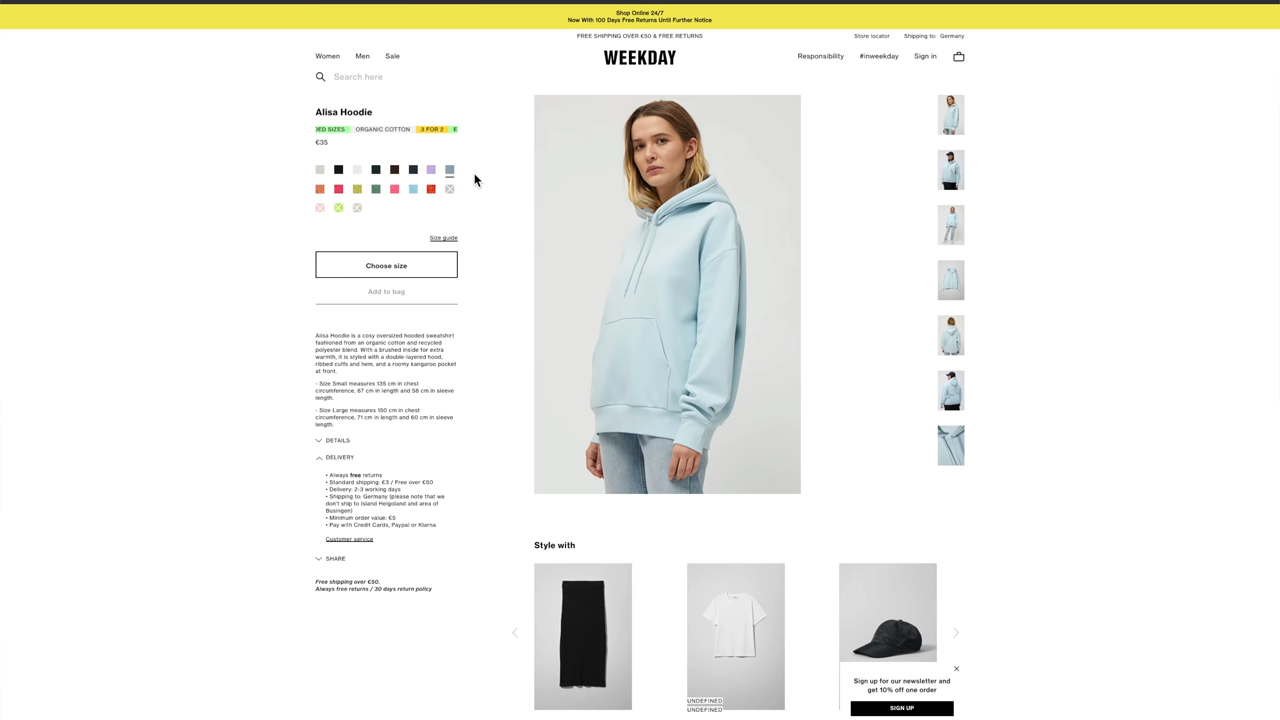 Shop Online 24/7
Now With 100 Days Free Returns Until Further Notice
FREE SHIPPING OVER €50 & FREE RETURNS
Store locator
Shipping to: Germany
Women
Men
Sale
WEEKDAY
Responsibility
#inweekday
Sign in
Search here
Alisa Hoodie
ED SIZES
ORGANIC COTTON
3 FOR 2
E
€35
Size guide
Choose size
Add to bag
Alisa Hoodie is a cosy oversized hooded sweatshirt
fashioned from an organic cotton and recycled
polyester blend. With a brushed inside for extra
warmth, it is styled with a double-layered hood,
ribbed cuffs and hem, and a roomy kangaroo pocket
at front.
- Size Small measures 135 cm in chest
circumference, 67 cm in length and 58 cm in sleeve
length.
- Size Large measures 150 cm in chest
circumference, 71 cm in length and 60 cm in sleeve
length.
DETAILS
DELIVERY
• Always free returns
• Standard shipping: €3 / Free over €50
• Delivery: 2-3 working days
• Shipping to: Germany (please note that we
don't ship to Island Helgoland and area of
Busingen)
• Minimum order value: €5
• Pay with Credit Cards, Paypal or Klarna
Customer service
SHARE
Free shipping over €50.
Always free returns / 30 days return policy
Style with
UNDEFINED
UNDEFINED
Sign up for our newsletter and
get 10% off one order
SIGN UP